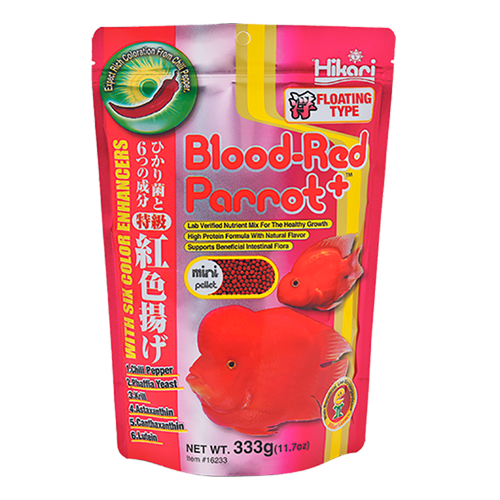 Expect Rich Coloration From Chili Pepper.
Hikari
浮 FLOATING
TYPE
Blood-Red
Parrot+™
Lab Verified Nutrient Mix For The Healthy Growth
High Protein Formula With Natural Flavor
Supports Beneficial Intestinal Flora
mini
pellet
ひかり菌と
6つの成分
特級
紅色揚げ
WITH SIX COLOR ENHANCERS
1.Chili Pepper
2.Phaffia Yeast
3.Krill
4.Astaxanthin
5.Canthaxanthin
6.Lutein
NET WT. 333g(11.7oz)
Item #16233